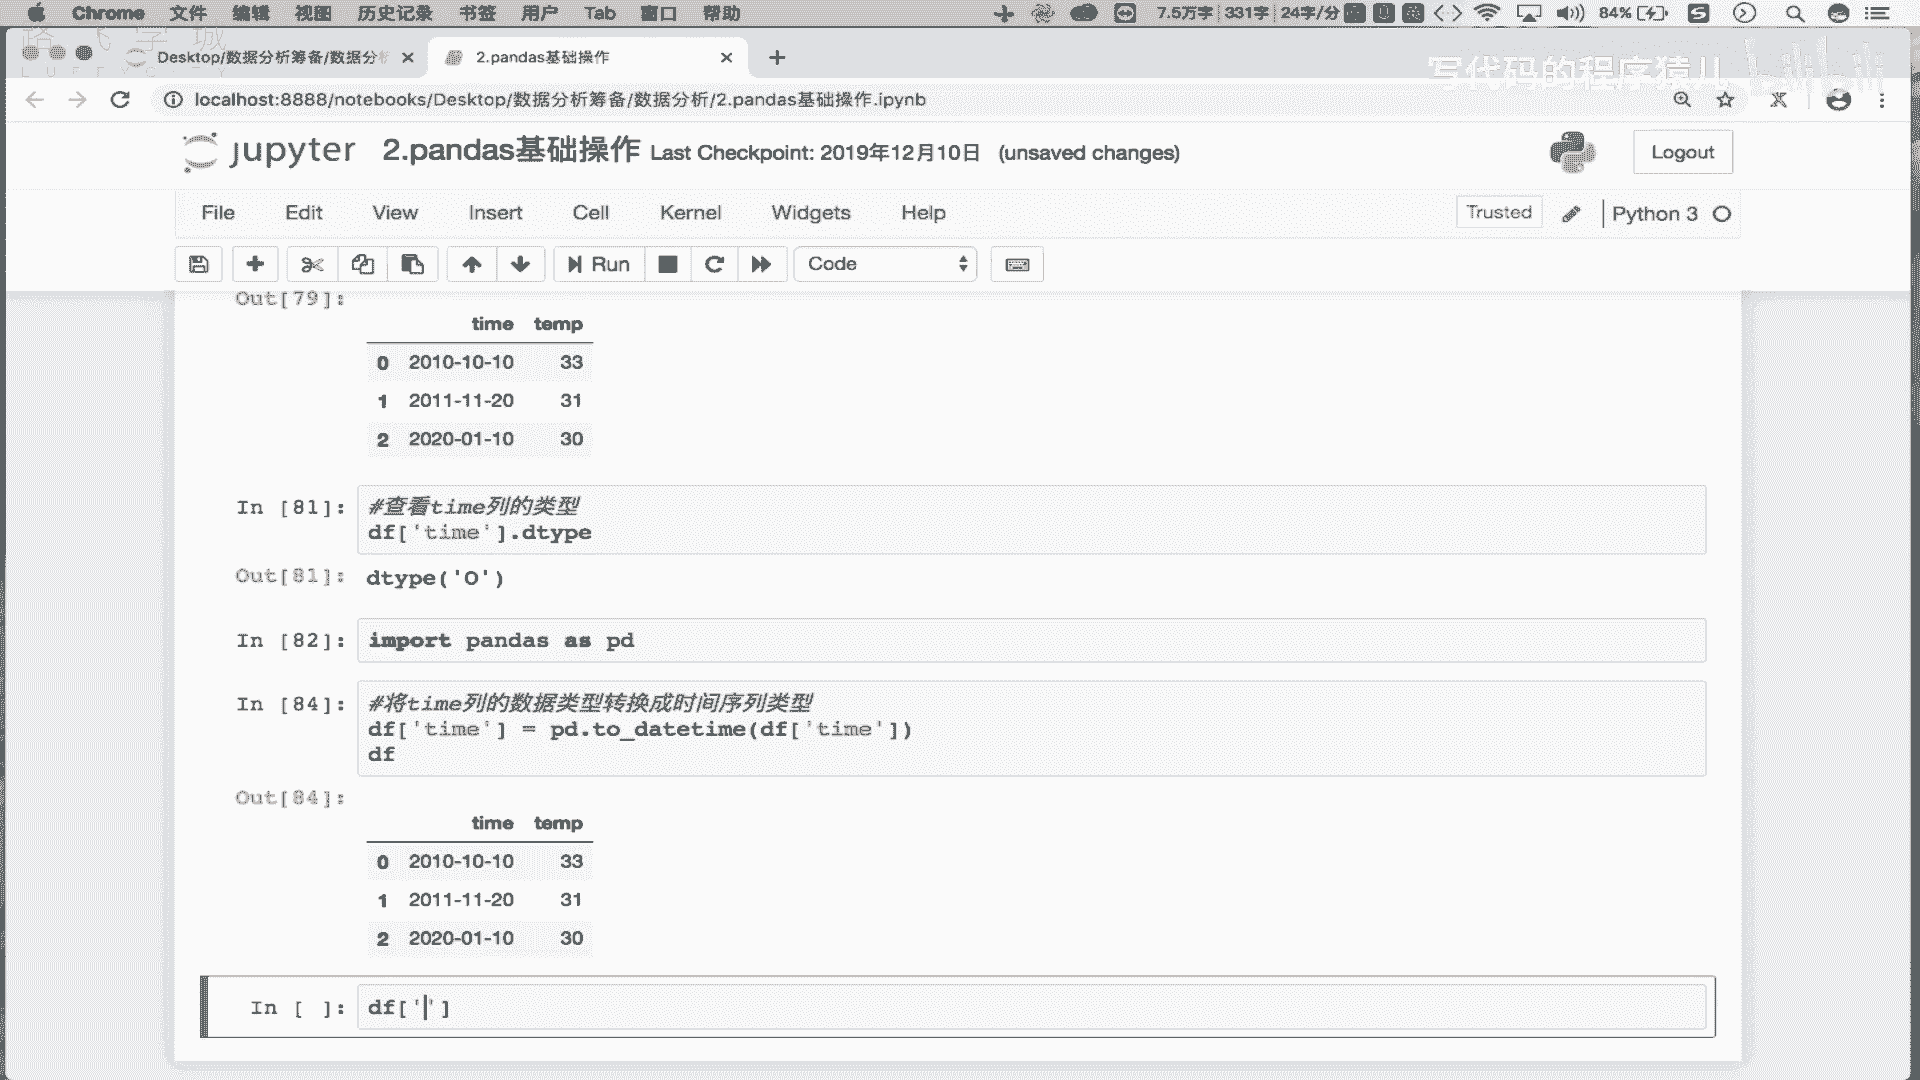 Chrome 文件 编辑 视图 历史记录 书签 用户 Tab 窗口 帮助 7.5万字 331字 24字/分 84%
路飞学城
Desktop/数据分析筹备/数据分析 2.pandas基础操作
写代码的程序猿儿 bilibili
localhost:8888/notebooks/Desktop/数据分析筹备/数据分析/2.pandas基础操作.ipynb
jupyter 2.pandas基础操作 Last Checkpoint: 2019年12月10日 (unsaved changes) Logout
File Edit View Insert Cell Kernel Widgets Help Trusted Python 3
Run Code
Out[79]:
time temp
0 2010-10-10 33
1 2011-11-20 31
2 2020-01-10 30
In [81]: #查看time列的类型
df['time'].dtype
Out[81]: dtype('O')
In [82]: import pandas as pd
In [84]: #将time列的数据类型转换成时间序列类型
df['time'] = pd.to_datetime(df['time'])
df
Out[84]:
time temp
0 2010-10-10 33
1 2011-11-20 31
2 2020-01-10 30
In [ ]: df['']